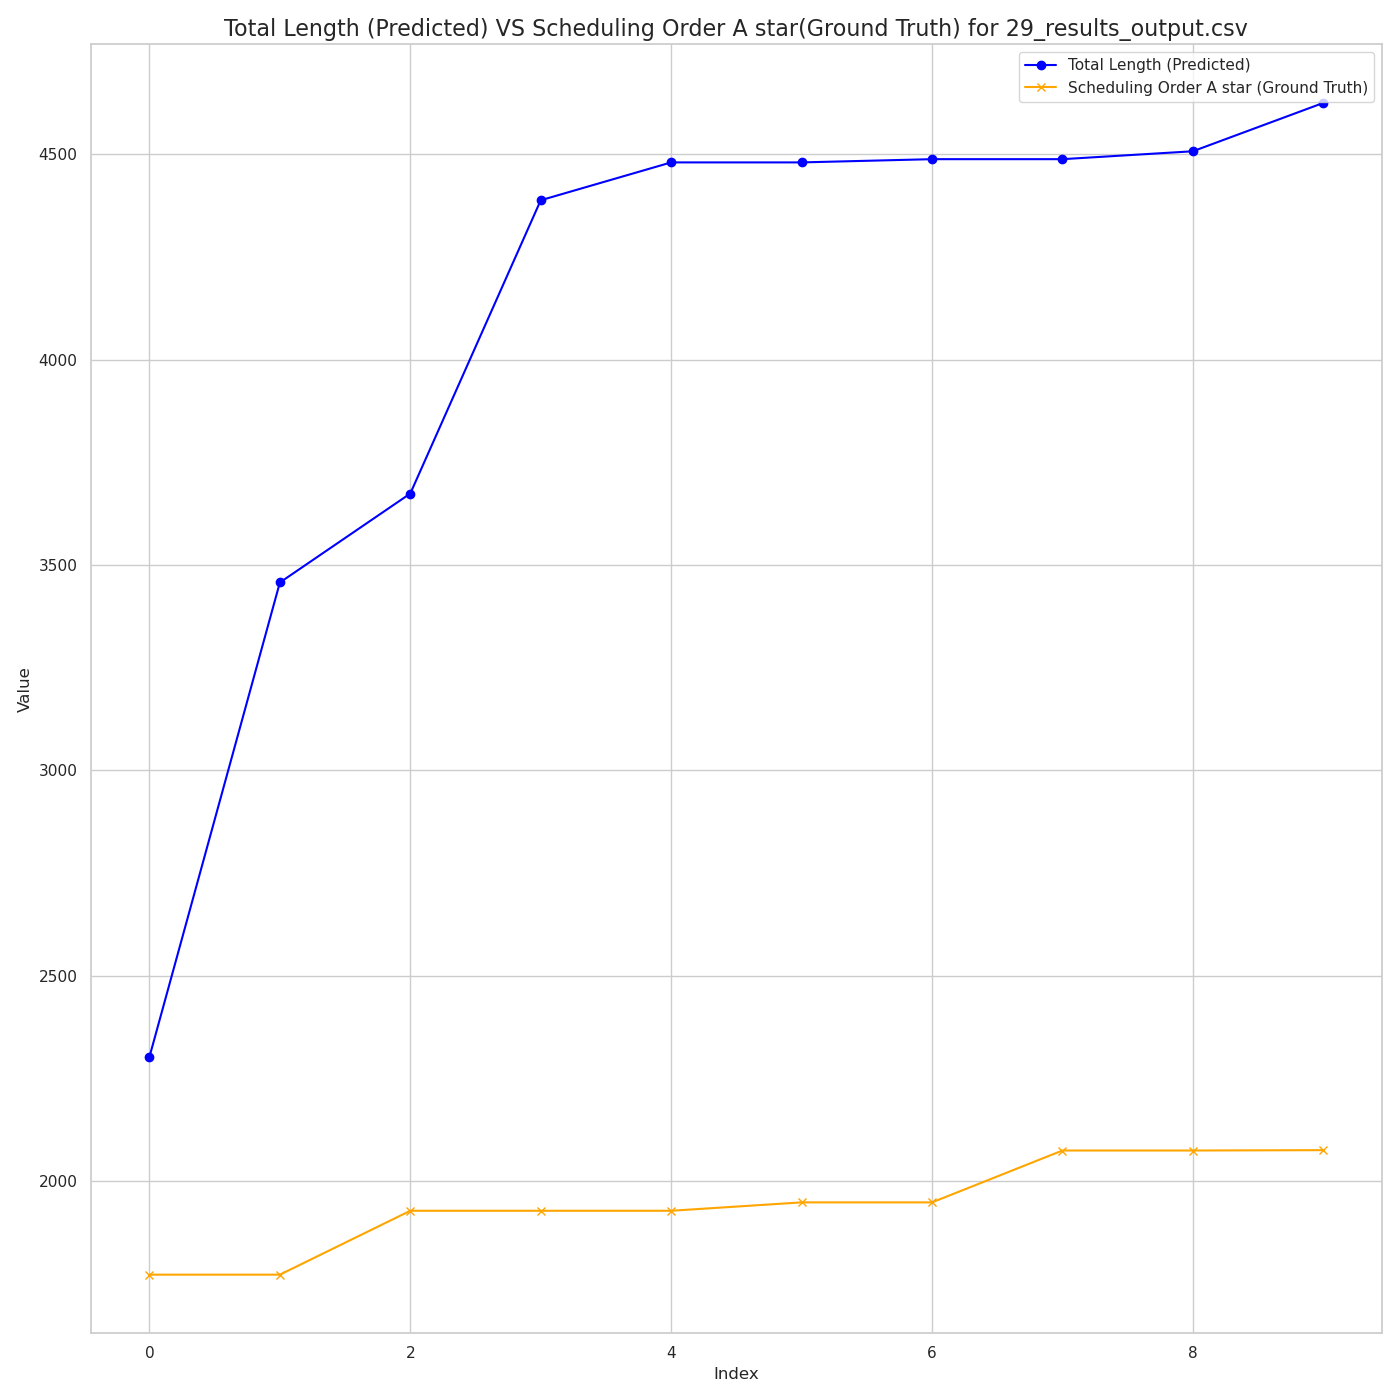 Total Length (Predicted) VS Scheduling Order A star(Ground Truth) for 29_results_output.csv
Total Length (Predicted)
Scheduling Order A star (Ground Truth)
4500
4000
3500
3000
2500
2000
Value
0 2 4 6 8
Index